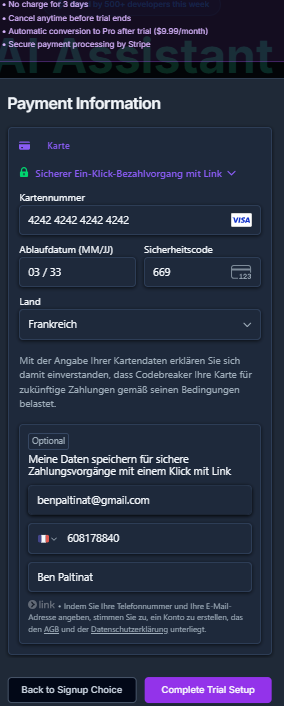 • No charge for 3 days
• Cancel anytime before trial ends
• Automatic conversion to Pro after trial ($9.99/month)
• Secure payment processing by Stripe
AI Assistant
Payment Information
Karte
Sicherer Ein-Klick-Bezahlvorgang mit Link
Kartennummer
4242 4242 4242 4242 VISA
Ablaufdatum (MM/JJ) Sicherheitscode
03 / 33 669 123
Land
Frankreich
Mit der Angabe Ihrer Kartendaten erklären Sie sich
damit einverstanden, dass Codebreaker Ihre Karte für
zukünftige Zahlungen gemäß seinen Bedingungen
belastet.
Optional
Meine Daten speichern für sichere
Zahlungsvorgänge mit einem Klick mit Link
benpaltinat@gmail.com
608178840
Ben Paltinat
link • Indem Sie Ihre Telefonnummer und Ihre E-Mail-
Adresse angeben, stimmen Sie zu, ein Konto zu erstellen, das
den AGB und der Datenschutzerklärung unterliegt.
Back to Signup Choice Complete Trial Setup